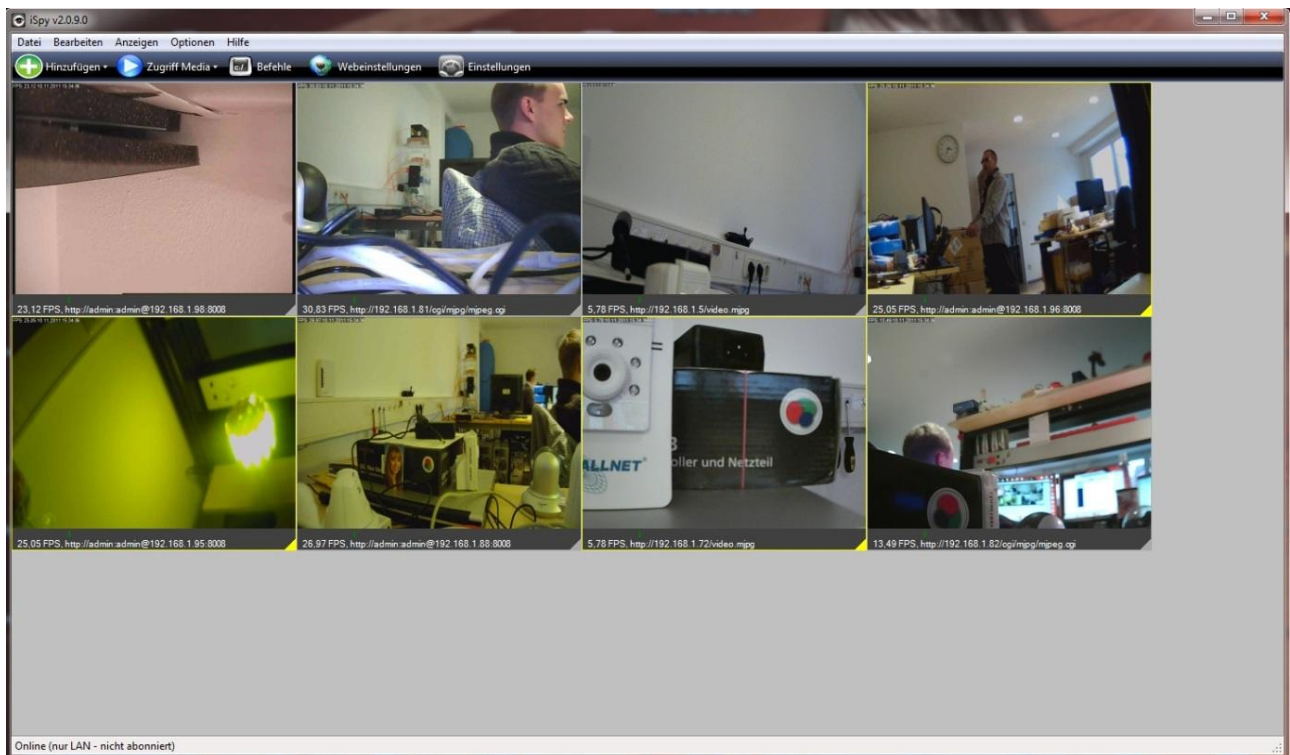 iSpy v2.0.9.0
Datei Bearbeiten Anzeigen Optionen Hilfe
Hinzufügen Zugriff Media Befehle Webeinstellungen Einstellungen
23,12 FPS, http://admin:admin@192.168.1.98:8008
30,83 FPS, http://192.168.1.81/cgi/mjpg/mjpeg.cgi
5,78 FPS, http://192.168.1.5/video.mjpg
25,05 FPS, http://admin:admin@192.168.1.96:8008
ALLNET
oller und Netzteil
25,05 FPS, http://admin:admin@192.168.1.95:8008
26,97 FPS, http://admin:admin@192.168.1.88:8008
5,78 FPS, http://192.168.1.72/video.mjpg
13,49 FPS, http://192.168.1.82/cgi/mjpg/mjpeg.cgi
Online (nur LAN - nicht abonniert)